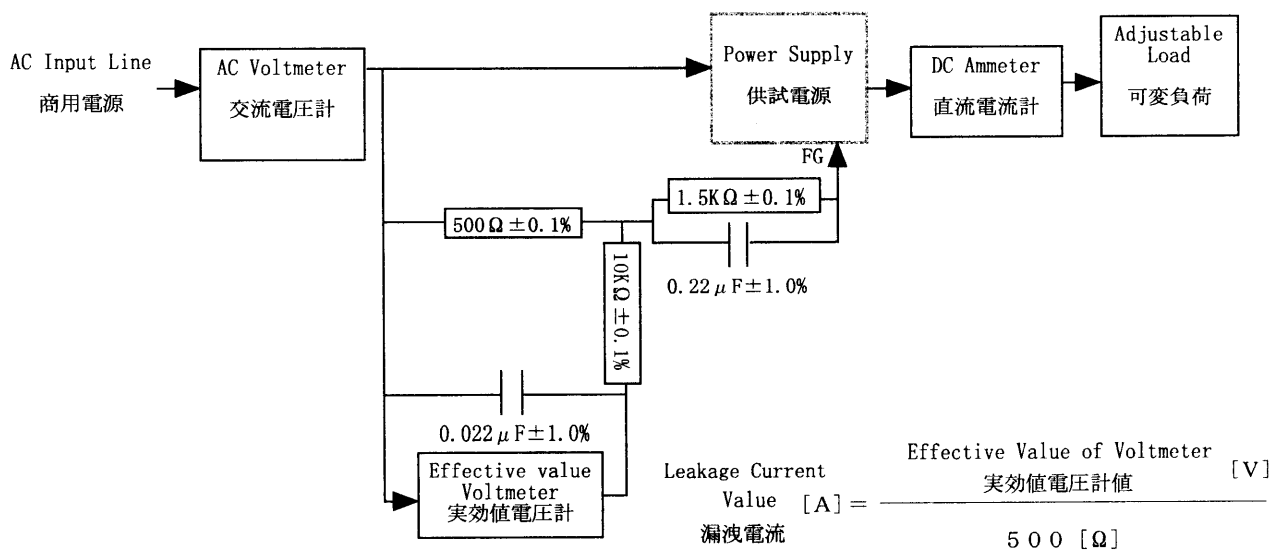 AC Input Line
商用電源
AC Voltmeter
交流電圧計
Power Supply
供試電源
DC Ammeter
直流電流計
Adjustable
Load
可変負荷
FG
500Ω±0.1%
1.5KΩ±0.1%
0.22μF±1.0%
10KΩ±0.1%
0.022μF±1.0%
Effective value
Voltmeter
実効値電圧計
Leakage Current
Value [A]=
漏洩電流
Effective Value of Voltmeter
実効値電圧計値 [V]
500 [Ω]